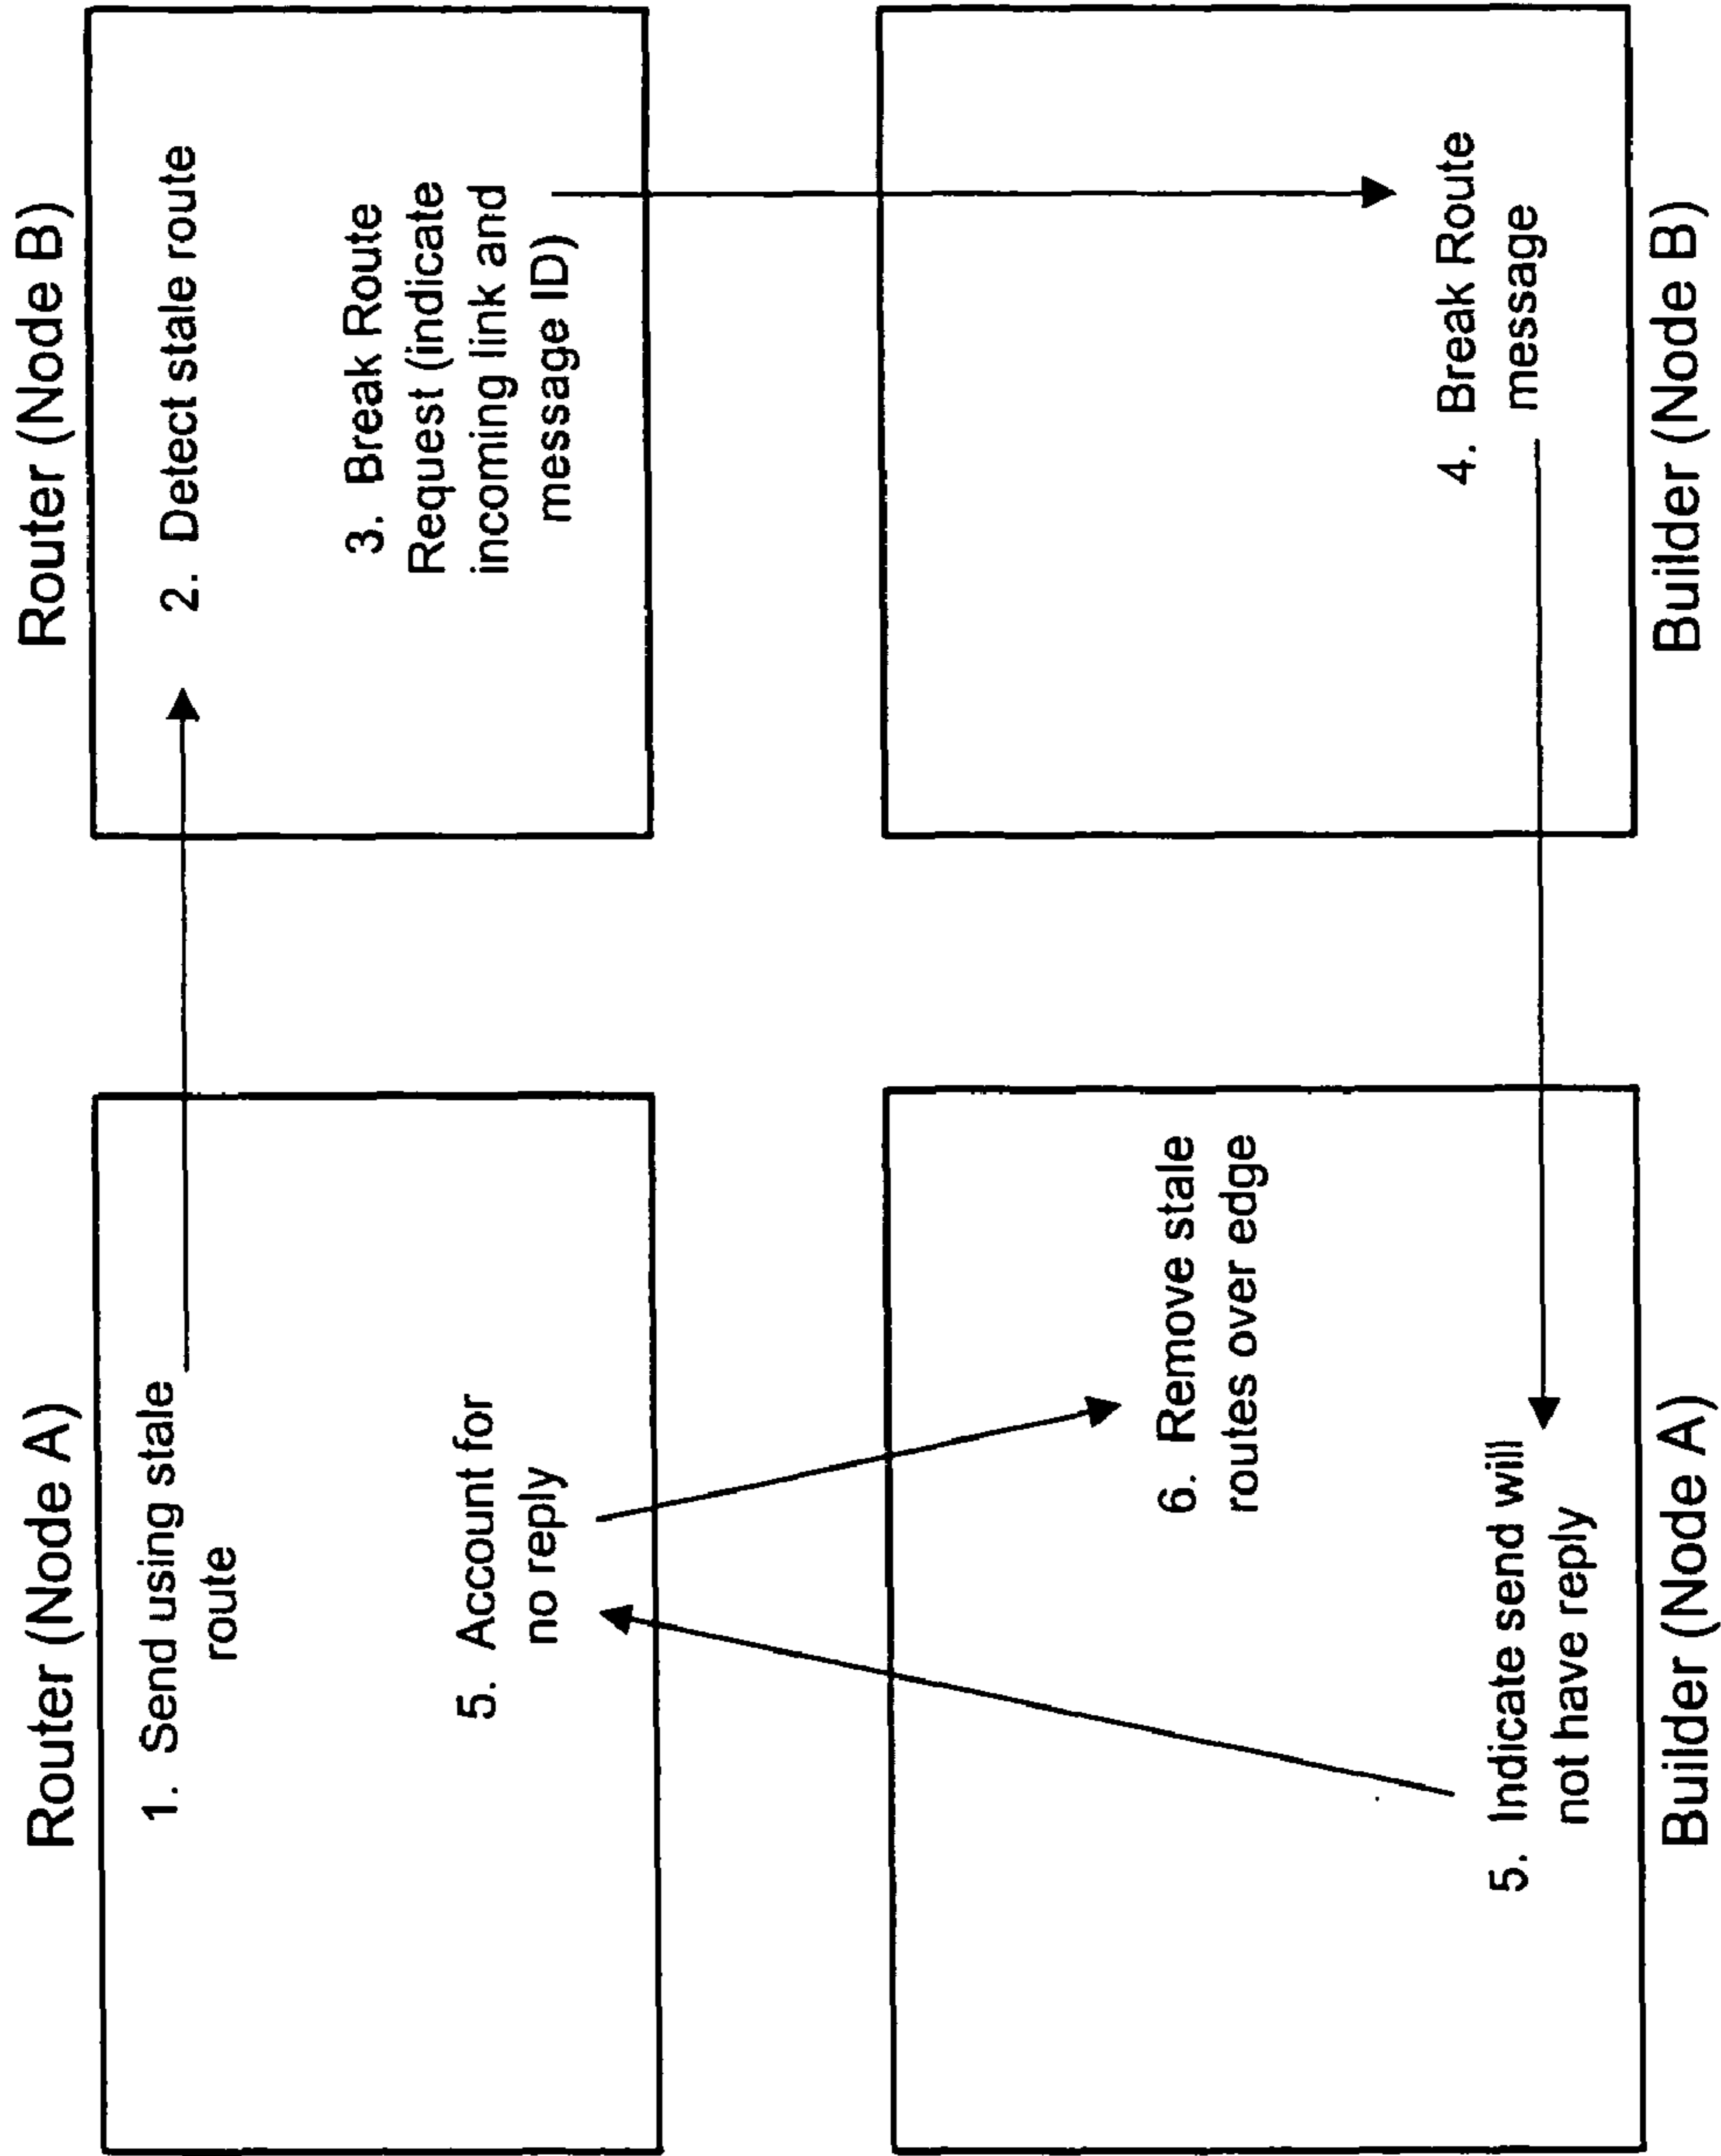 Router (Node A)
1. Send using stale
route
5. Account for
no reply
Router (Node B)
2. Detect stale route
3. Break Route
Request (indicate
incoming link and
message ID)
6. Remove stale
routes over edge
5. Indicate send will
not have reply
Builder (Node A)
4. Break Route
message
Builder (Node B)